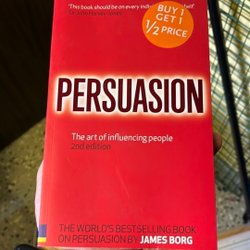 'This book should be on every
BUY 1
GET 1
1/2 PRICE
PERSUASION
The art of influencing people
2nd edition
THE WORLD'S BESTSELLING BOOK
ON PERSUASION BY JAMES BORG